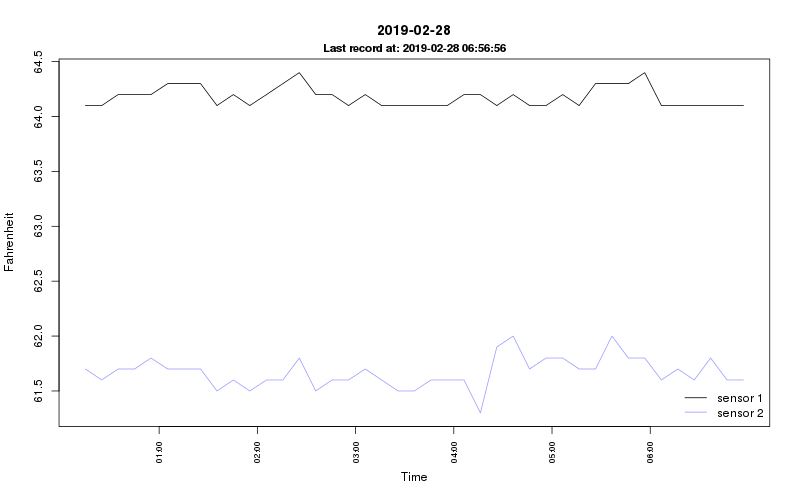 2019-02-28
Last record at: 2019-02-28 06:56:56
64.5
64.0
63.5
63.0
62.5
62.0
61.5
Fahrenheit
sensor 1
sensor 2
01:00 02:00 03:00 04:00 05:00 06:00
Time